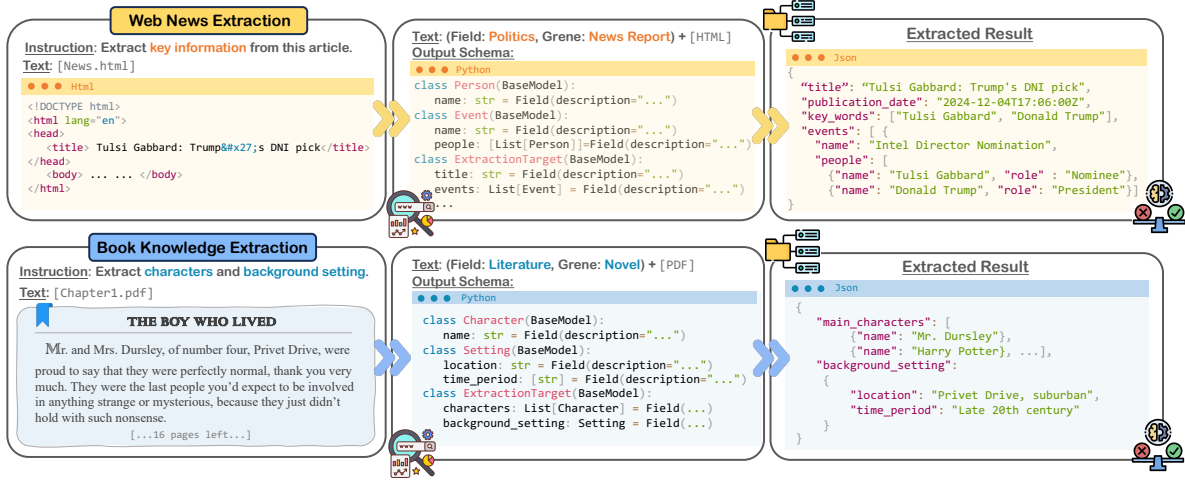 Web News Extraction
Instruction: Extract key information from this article.
Text: [News.html]
Html
<!DOCTYPE html>
<html lang="en">
<head>
<title> Tulsi Gabbard: Trump&#x27;s DNI pick</title>
</head>
<body> ... ... </body>
</html>
Text: (Field: Politics, Grene: News Report) + [HTML]
Output Schema:
Python
class Person(BaseModel):
name: str = Field(description="...")
class Event(BaseModel):
name: str = Field(description="...")
people: [List[Person]]=Field(description="...")
class ExtractionTarget(BaseModel):
title: str = Field(description="...")
events: List[Event] = Field(description="...")
...
WWW
Extracted Result
Json
{
“title”: “Tulsi Gabbard: Trump’s DNI pick",
"publication_date": "2024-12-04T17:06:00Z",
"key_words": ["Tulsi Gabbard", "Donald Trump"],
"events": [ {
"name": "Intel Director Nomination",
"people": [
{"name": "Tulsi Gabbard", "role" : "Nominee"},
{"name": "Donald Trump", "role": "President"}]
}
Book Knowledge Extraction
Instruction: Extract characters and background setting.
Text: [Chapter1.pdf]
THE BOY WHO LIVED
Mr. and Mrs. Dursley, of number four, Privet Drive, were
proud to say that they were perfectly normal, thank you very
much. They were the last people you’d expect to be involved
in anything strange or mysterious, because they just didn’t
hold with such nonsense.
[...16 pages left...]
Text: (Field: Literature, Grene: Novel) + [PDF]
Output Schema:
Python
class Character(BaseModel):
name: str = Field(description="...")
class Setting(BaseModel):
location: str = Field(description="...")
time_period: [str] = Field(description="...")
class ExtractionTarget(BaseModel):
characters: List[Character] = Field(...)
background_setting: Setting = Field(...)
WWW
Extracted Result
Json
{
"main_characters": [
{"name": "Mr. Dursley"},
{"name": "Harry Potter}, ...],
"background_setting":
{
"location": "Privet Drive, suburban",
"time_period": "Late 20th century"
}
}